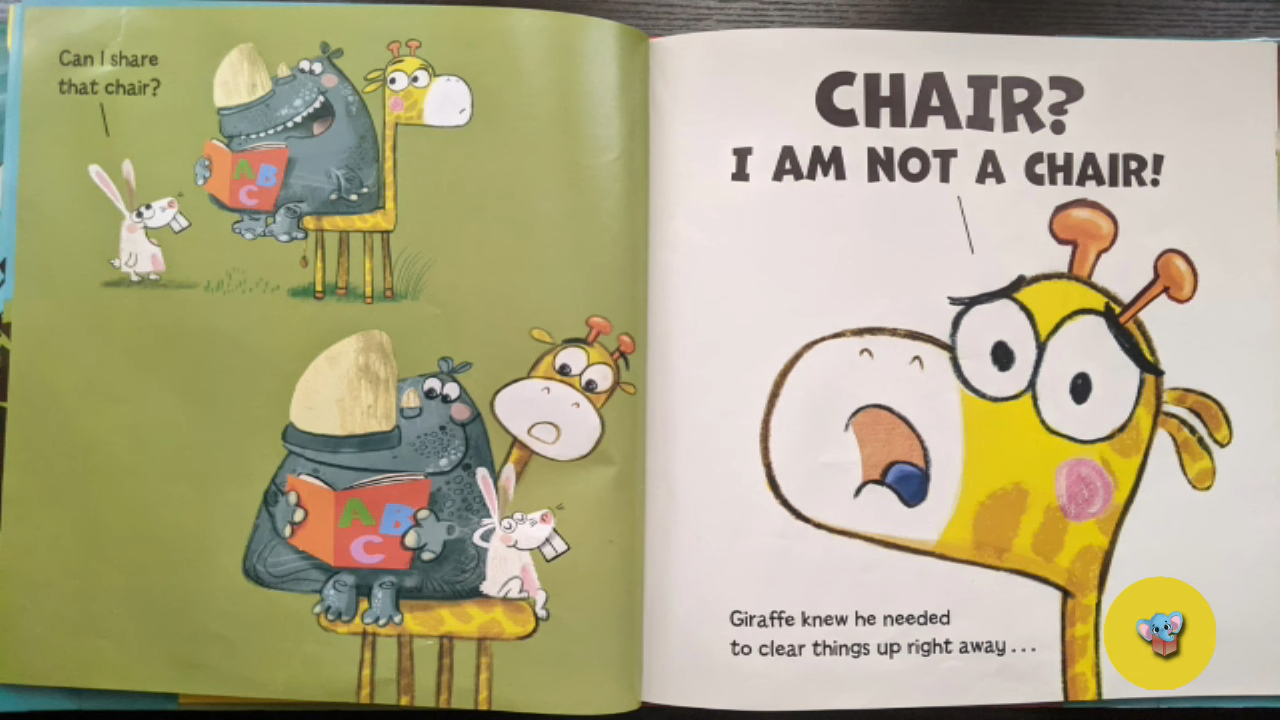 Can I share
that chair?
A B
C
A B
C
CHAIR?
I AM NOT A CHAIR!
Giraffe knew he needed
to clear things up right away...